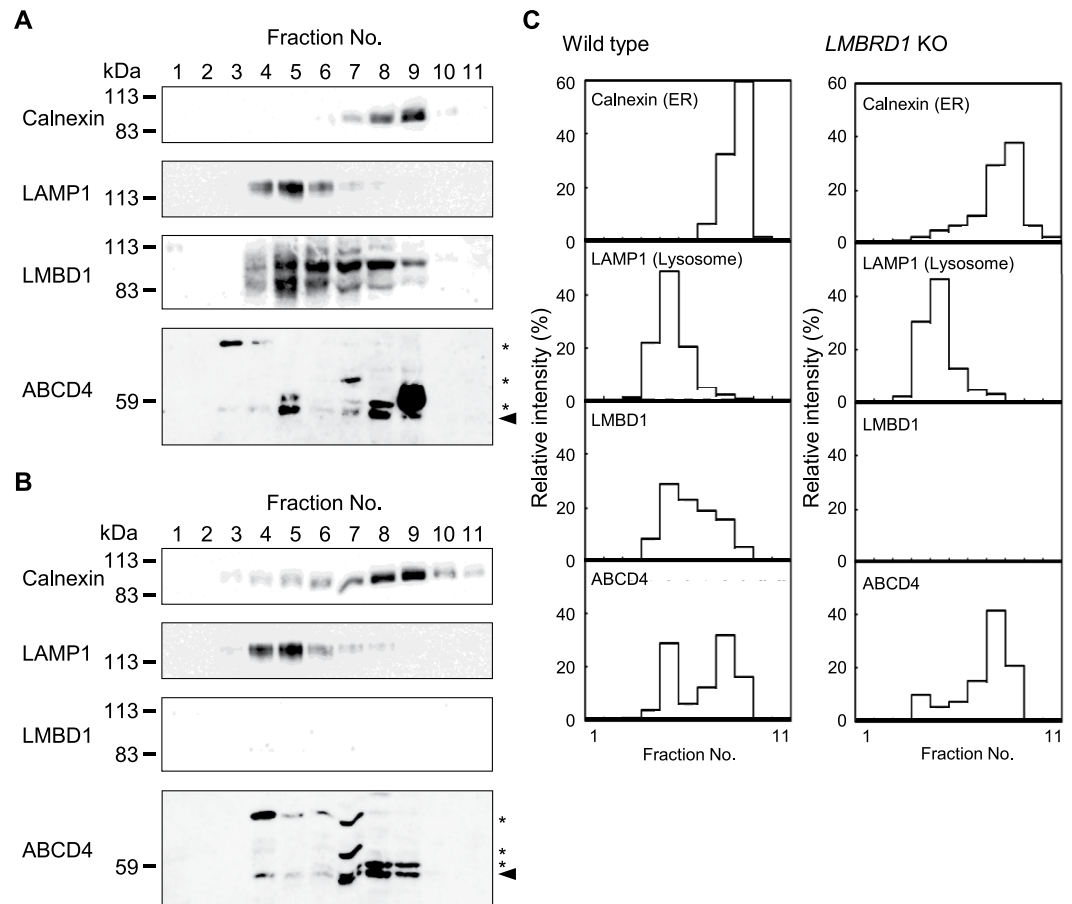 A
Fraction No.
kDa 1 2 3 4 5 6 7 8 9 10 11
113
Calnexin
83
LAMP1
113
113
LMBD1
83
*
*
ABCD4
59
*
B
Fraction No.
kDa 1 2 3 4 5 6 7 8 9 10 11
113
Calnexin
83
LAMP1
113
113
LMBD1
83
*
*
ABCD4
59
*
C
Wild type
LMBRD1 KO
Relative intensity (%)
60
Calnexin (ER)
40
20
0
LAMP1 (Lysosome)
40
20
0
LMBD1
40
20
0
ABCD4
40
20
0
1 11
Fraction No.
Relative intensity (%)
60
Calnexin (ER)
40
20
0
LAMP1 (Lysosome)
40
20
0
LMBD1
40
20
0
ABCD4
40
20
0
1 11
Fraction No.